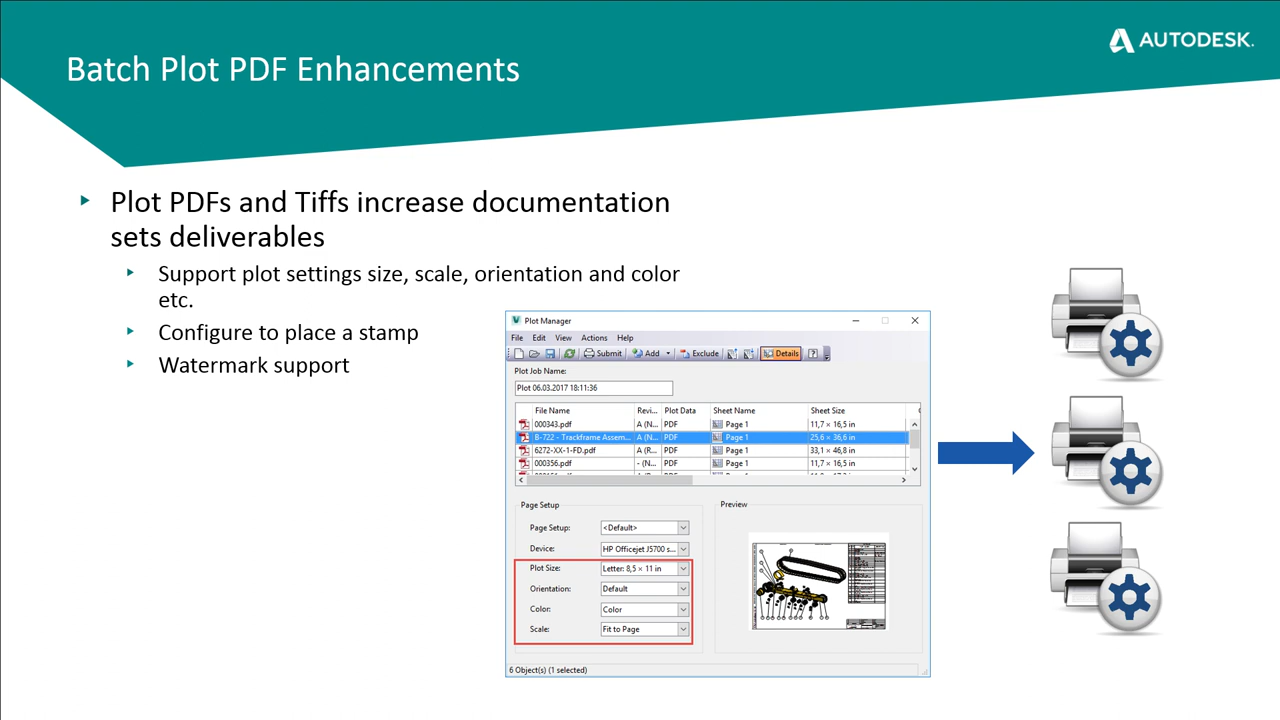 AUTODESK.
Batch Plot PDF Enhancements
Plot PDFs and Tiffs increase documentation
sets deliverables
Support plot settings size, scale, orientation and color
etc.
Configure to place a stamp
Watermark support
Plot Manager
File Edit View Actions Help
Submit Add Exclude Details
Plot Job Name:
Plot 06.03.2017 18:11:36
File Name Revi... Plot Data Sheet Name Sheet Size
000343.pdf A (N... PDF Page 1 11,7 × 16,5 in
B-722 - Trackframe Assem... A (N... PDF Page 1 25,6 × 36,6 in
6272-XX-1-FD.pdf A (R... PDF Page 1 33,1 × 46,8 in
000356.pdf - (N... PDF Page 1 11,7 × 16,5 in
Page Setup
Preview
Page Setup: <Default>
Device: HP Officejet J5700 s...
Plot Size: Letter: 8,5 × 11 in
Orientation: Default
Color: Color
Scale: Fit to Page
6 Object(s) (1 selected)